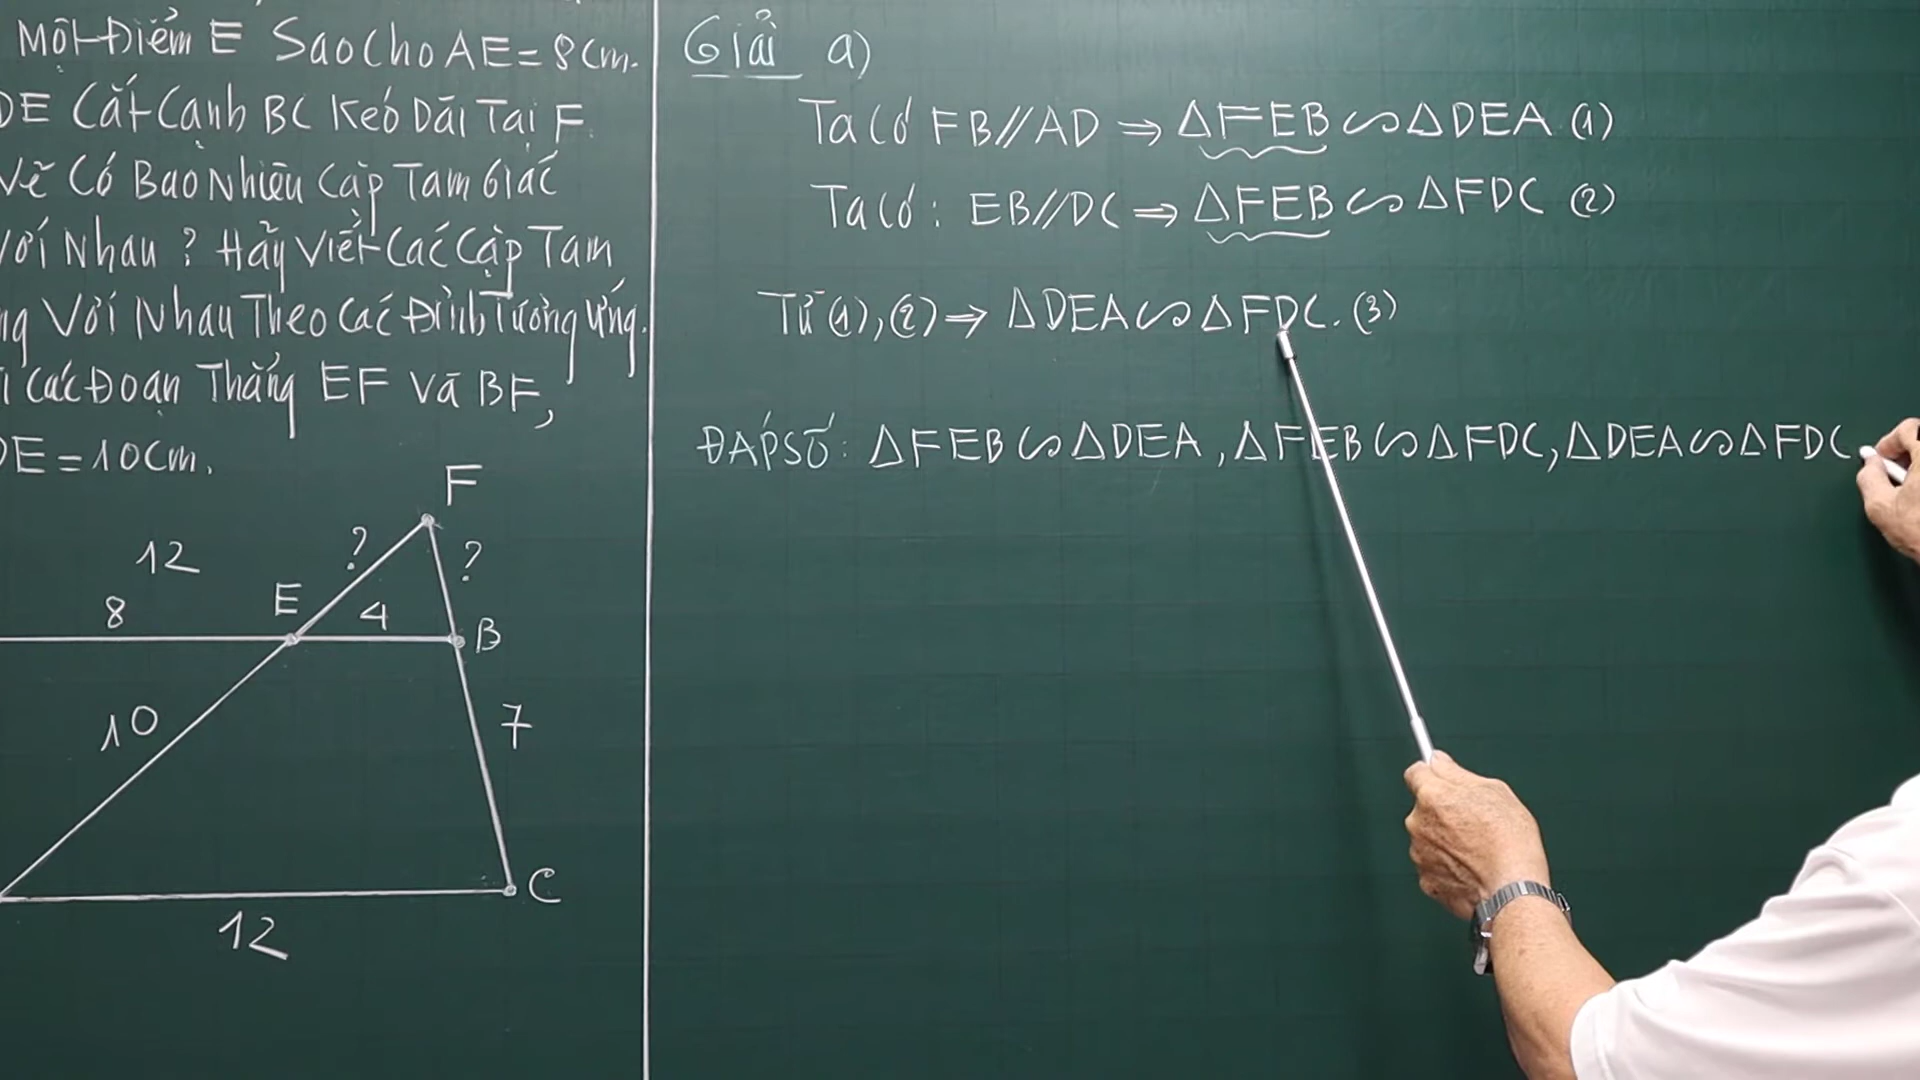 Một Điểm E Sao Cho AE = 8 Cm.
DE Cắt Cạnh BC Kéo Dài Tại F.
Vẽ Có Bao Nhiêu Cặp Tam Giác
Với Nhau ? Hãy Viết Các Cặp Tam
ng Với Nhau Theo Các Đỉnh Tương Ứng.
Các Đoạn Thẳng EF Và BF,
DE = 10 Cm.
F
12
?
?
8
E
4
B
10
7
C
12
Giải a)
Ta Có FB // AD ⇒ ΔFEB ∽ ΔDEA (1)
Ta Có : EB // DC ⇒ ΔFEB ∽ ΔFDC (2)
Từ (1), (2) ⇒ ΔDEA ∽ ΔFDC. (3)
ĐÁP SỐ : ΔFEB ∽ ΔDEA , ΔFEB ∽ ΔFDC, ΔDEA ∽ ΔFDC